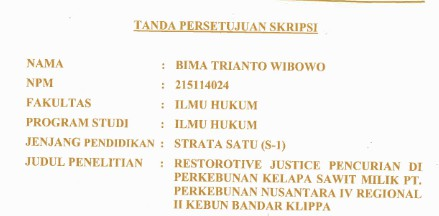 TANDA PERSETUJUAN SKRIPSI
NAMA : BIMA TRIANTO WIBOWO
NPM : 215114024
FAKULTAS : ILMU HUKUM
PROGRAM STUDI : ILMU HUKUM
JENJANG PENDIDIKAN : STRATA SATU (S-1)
JUDUL PENELITIAN : RESTOROTIVE JUSTICE PENCURIAN DI
PERKEBUNAN KELAPA SAWIT MILIK PT.
PERKEBUNAN NUSANTARA IV REGIONAL
II KEBUN BANDAR KLIPPA